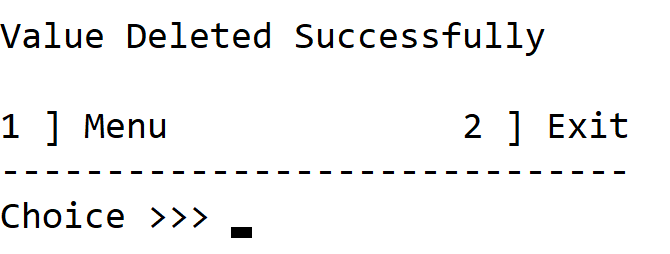 Value Deleted Successfully
1 ] Menu              2 ] Exit
------------------------------
Choice >>> _